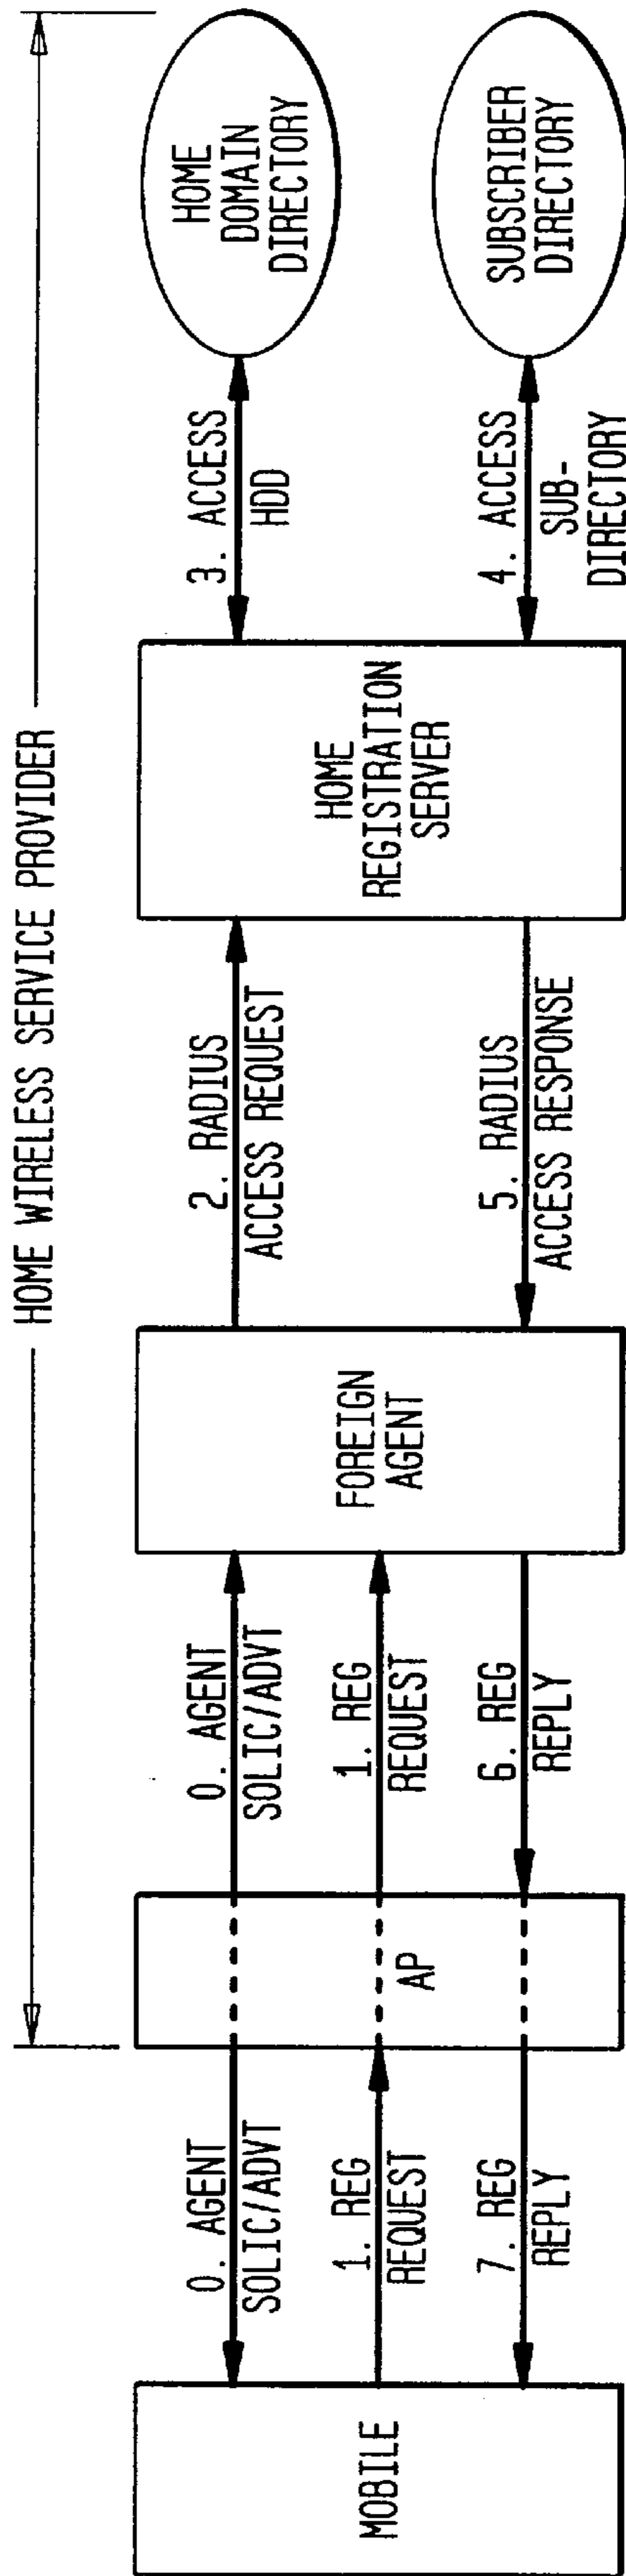 HOME WIRELESS SERVICE PROVIDER
MOBILE
0. AGENT
SOLIC/ADVT
1. REG
REQUEST
7. REG
REPLY
AP
0. AGENT
SOLIC/ADVT
1. REG
REQUEST
6. REG
REPLY
FOREIGN
AGENT
2. RADIUS
ACCESS REQUEST
5. RADIUS
ACCESS RESPONSE
HOME
REGISTRATION
SERVER
3. ACCESS
HDD
4. ACCESS
SUB-
DIRECTORY
HOME
DOMAIN
DIRECTORY
SUBSCRIBER
DIRECTORY